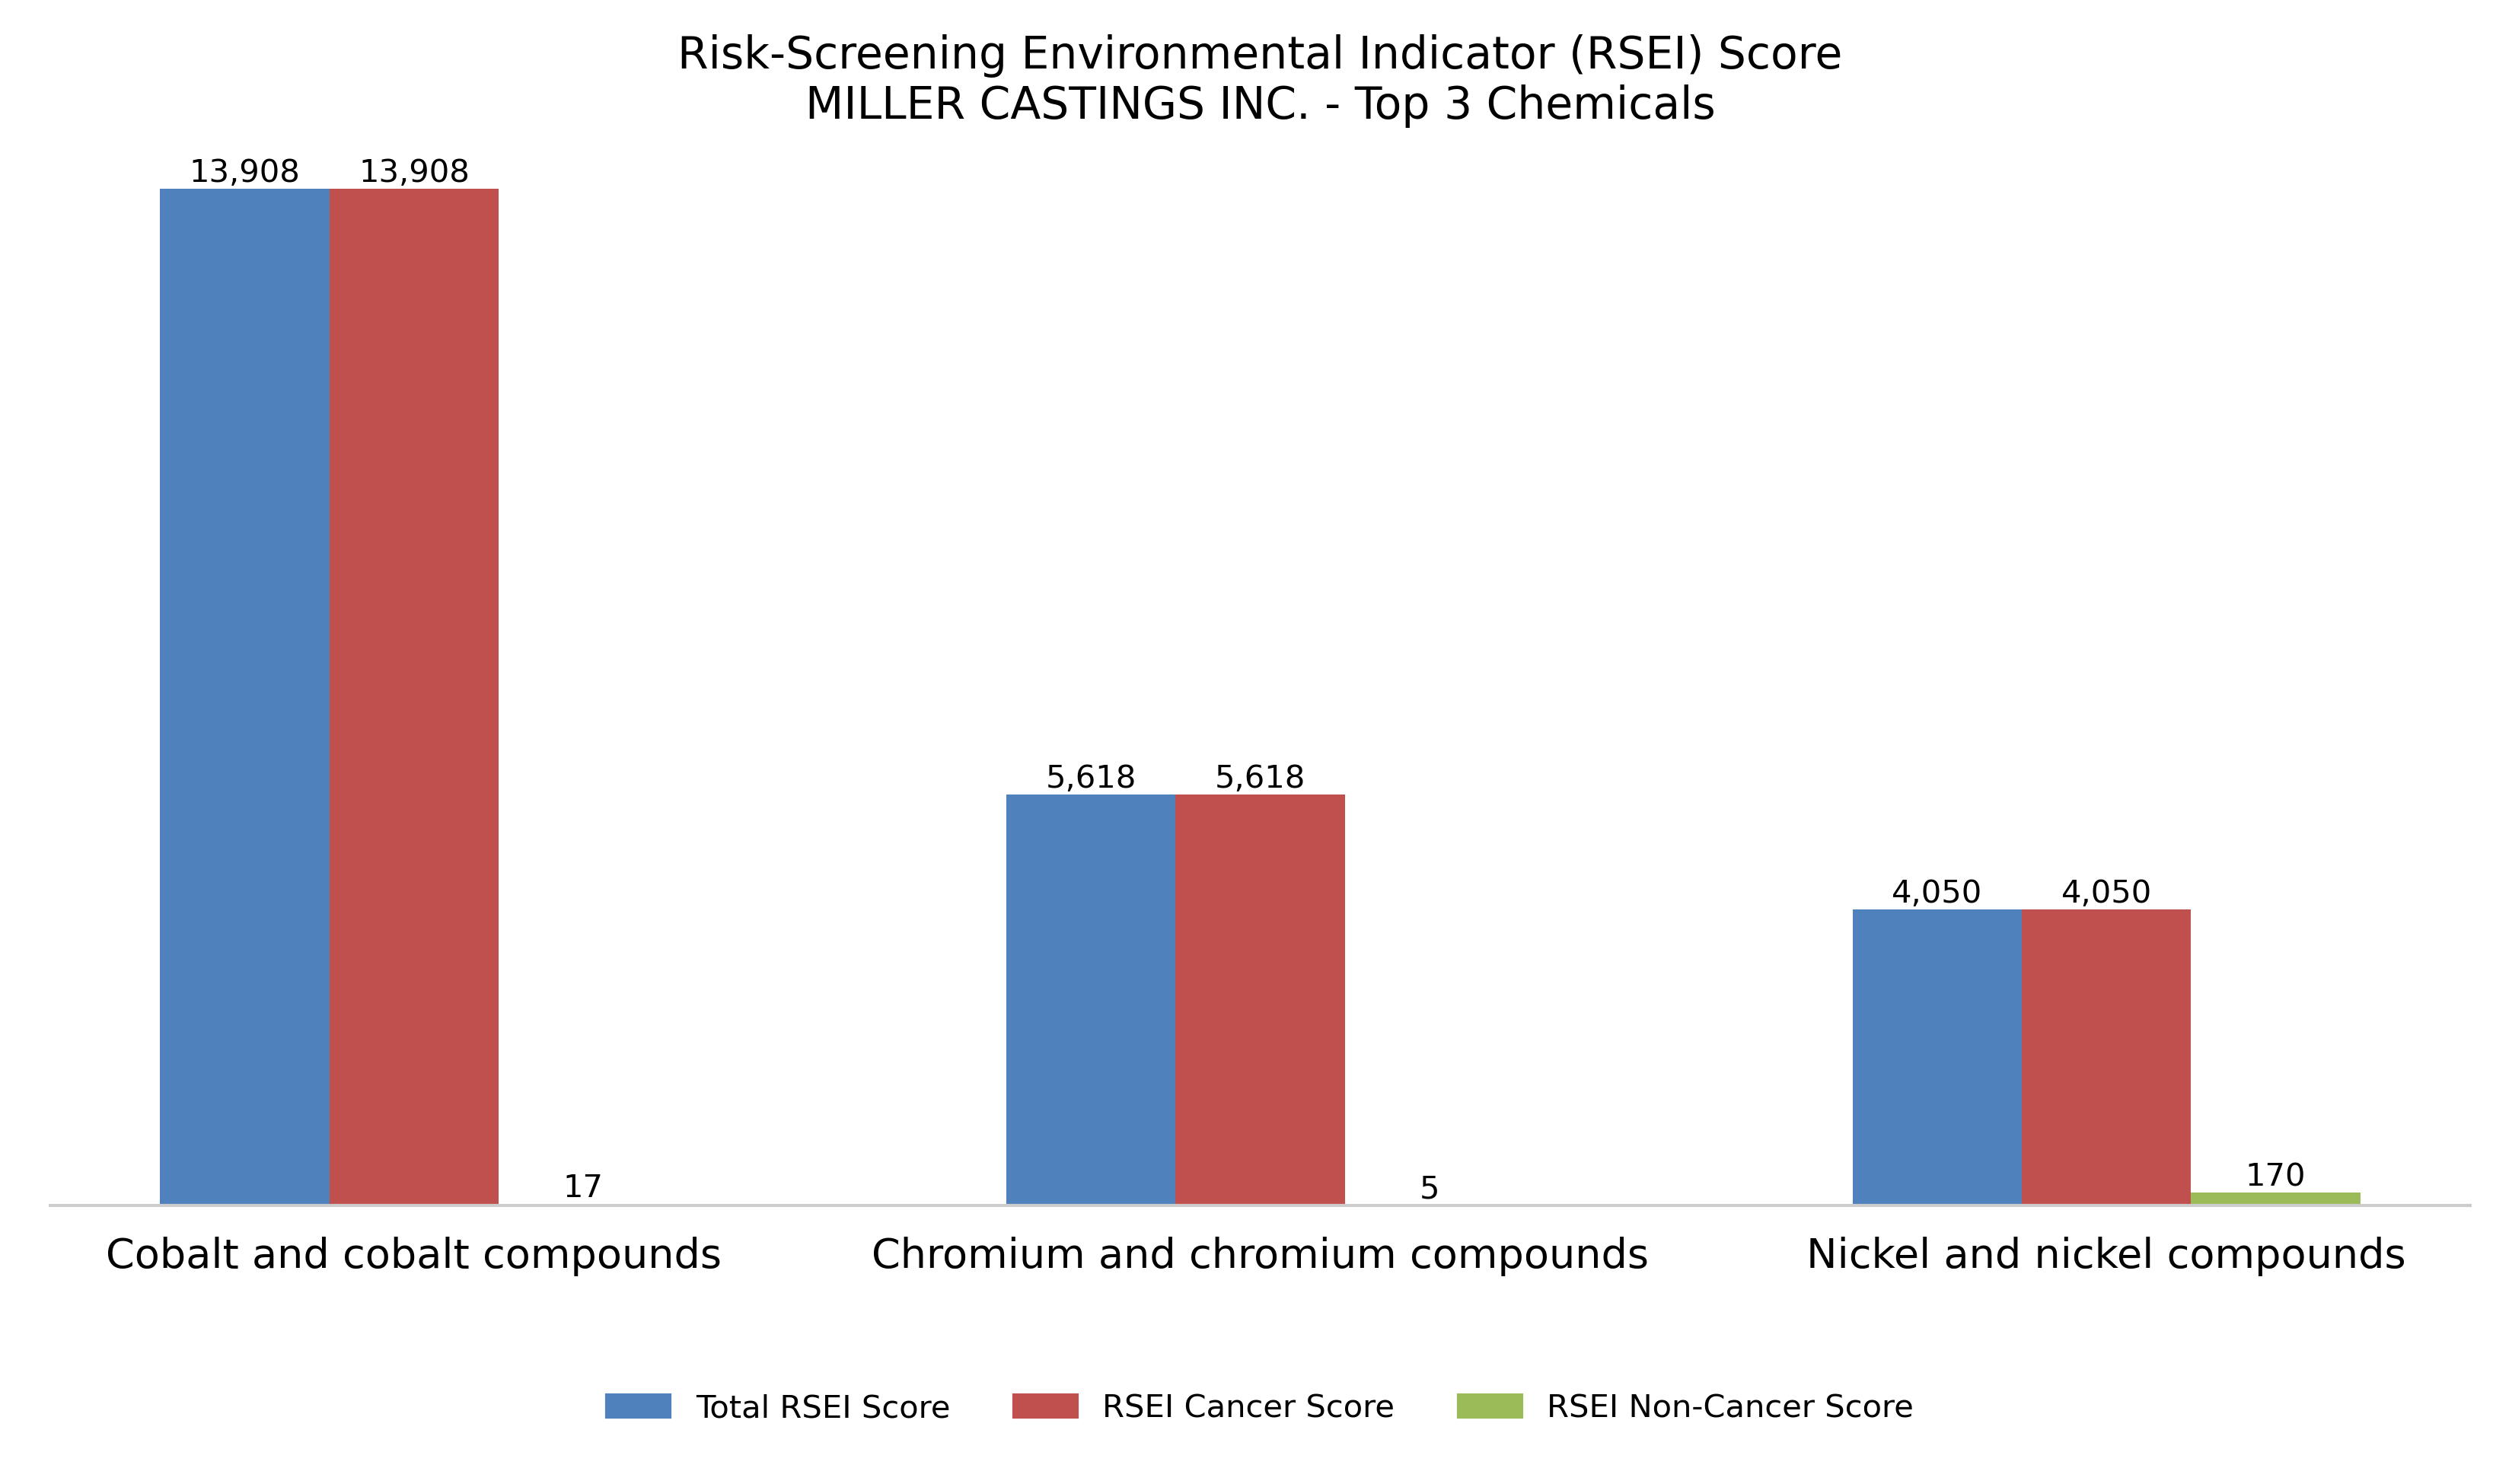 Risk-Screening Environmental Indicator (RSEI) Score
MILLER CASTINGS INC. - Top 3 Chemicals
13,908 13,908
5,618 5,618
4,050 4,050
17 5 170
Cobalt and cobalt compounds Chromium and chromium compounds Nickel and nickel compounds
Total RSEI Score RSEI Cancer Score RSEI Non-Cancer Score